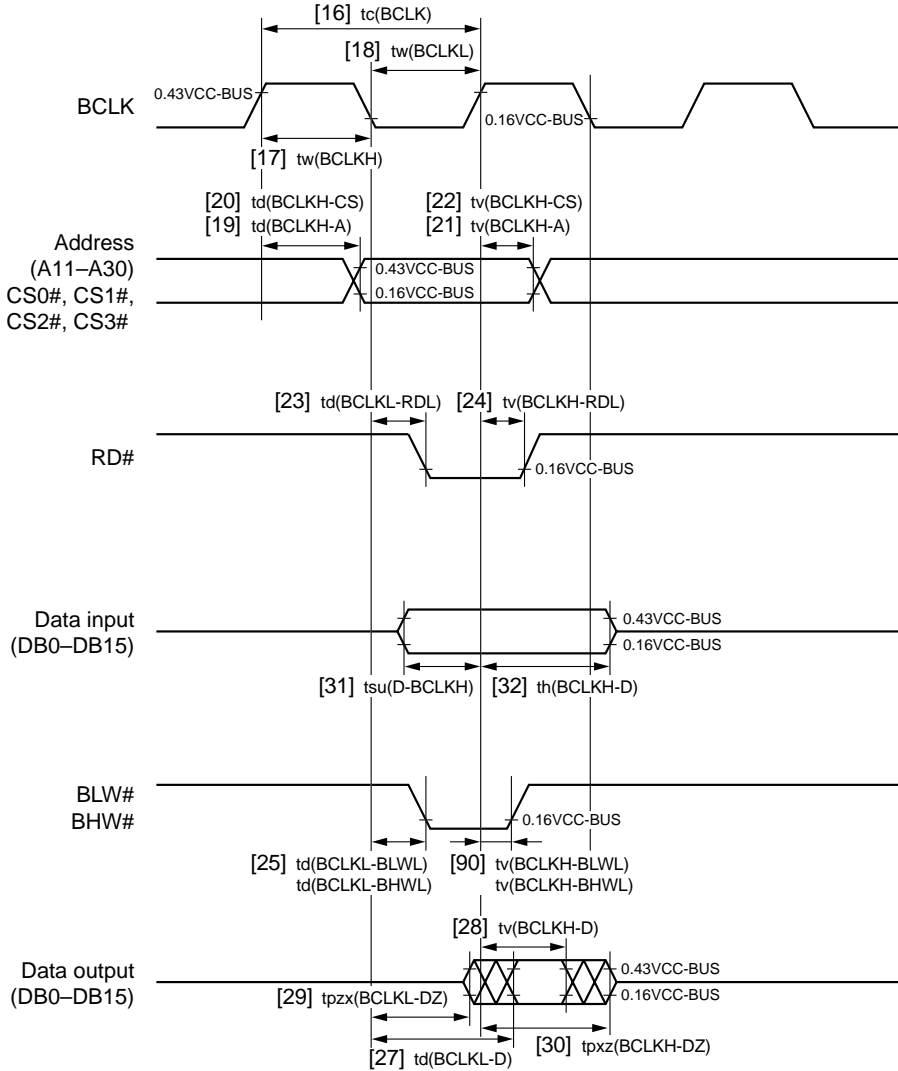 [16] tc(BCLK)
[18] tw(BCLKL)
BCLK
0.43VCC-BUS
0.16VCC-BUS
[17] tw(BCLKH)
[20] td(BCLKH-CS)
[19] td(BCLKH-A)
[22] tv(BCLKH-CS)
[21] tv(BCLKH-A)
Address
(A11–A30)
CS0#, CS1#,
CS2#, CS3#
0.43VCC-BUS
0.16VCC-BUS
[23] td(BCLKL-RDL)
[24] tv(BCLKH-RDL)
RD#
0.16VCC-BUS
Data input
(DB0–DB15)
0.43VCC-BUS
0.16VCC-BUS
[31] tsu(D-BCLKH)
[32] th(BCLKH-D)
BLW#
BHW#
0.16VCC-BUS
[25] td(BCLKL-BLWL)
td(BCLKL-BHWL)
[90] tv(BCLKH-BLWL)
tv(BCLKH-BHWL)
[28] tv(BCLKH-D)
Data output
(DB0–DB15)
0.43VCC-BUS
0.16VCC-BUS
[29] tpzx(BCLKL-DZ)
[30] tpxz(BCLKH-DZ)
[27] td(BCLKL-D)